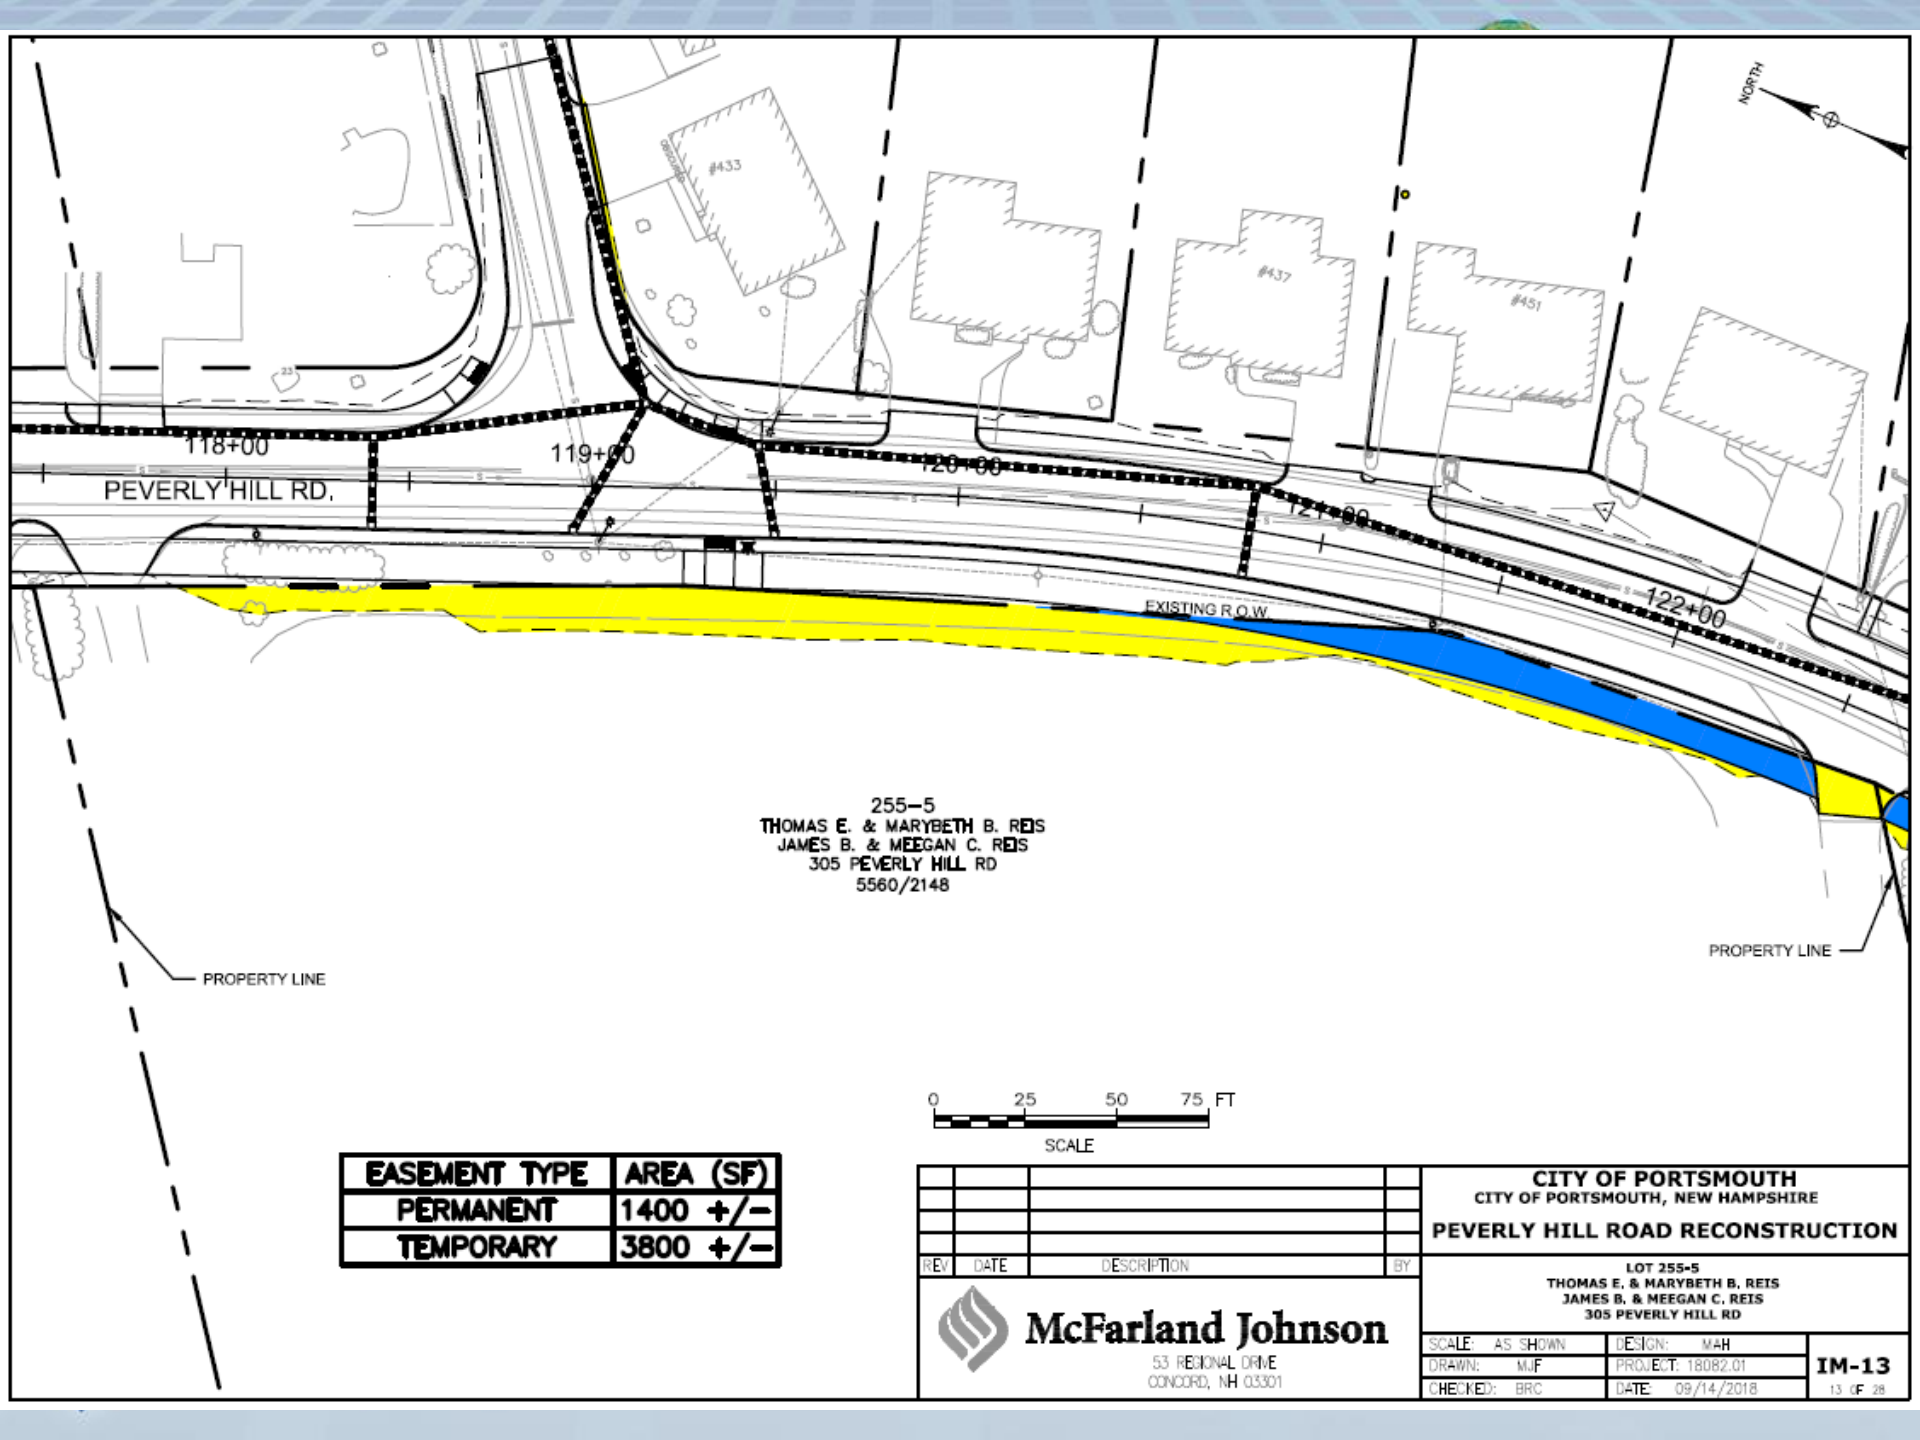 NORTH
#433
#437
#451
23
118+00
119+00
120+00
121+00
122+00
PEVERLY HILL RD.
EXISTING R.O.W.
255-5
THOMAS E. & MARYBETH B. REIS
JAMES B. & MEEGAN C. REIS
305 PEVERLY HILL RD
5560/2148
PROPERTY LINE
PROPERTY LINE
0 25 50 75 FT
SCALE
EASEMENT TYPE AREA (SF)
PERMANENT 1400 +/-
TEMPORARY 3800 +/-
REV DATE DESCRIPTION BY
McFarland Johnson
53 REGIONAL DRIVE
CONCORD, NH 03301
CITY OF PORTSMOUTH
CITY OF PORTSMOUTH, NEW HAMPSHIRE
PEVERLY HILL ROAD RECONSTRUCTION
LOT 255-5
THOMAS E. & MARYBETH B. REIS
JAMES B. & MEEGAN C. REIS
305 PEVERLY HILL RD
SCALE: AS SHOWN DESIGN: MAH
DRAWN: MJF PROJECT: 18082.01
CHECKED: BRC DATE: 09/14/2018
IM-13
13 OF 28